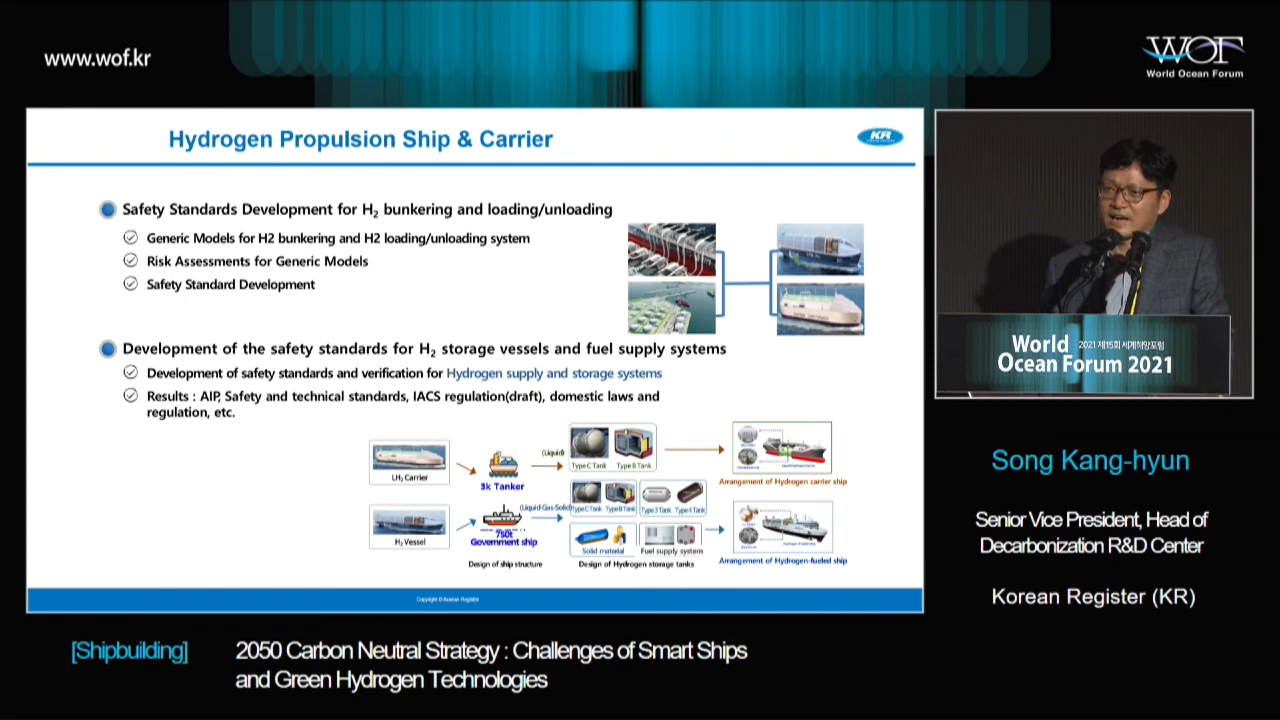 www.wof.kr
WOF
World Ocean Forum
Hydrogen Propulsion Ship & Carrier
KR
Safety Standards Development for H2 bunkering and loading/unloading
Generic Models for H2 bunkering and H2 loading/unloading system
Risk Assessments for Generic Models
Safety Standard Development
Development of the safety standards for H2 storage vessels and fuel supply systems
Development of safety standards and verification for Hydrogen supply and storage systems
Results : AIP, Safety and technical standards, IACS regulation(draft), domestic laws and
regulation, etc.
LH2 Carrier
3k Tanker
(Liquid)
Type C Tank Type B Tank
Arrangement of Hydrogen carrier ship
H2 Vessel
750t
Government ship
(Liquid·Gas·Solid)
Type C Tank Type B Tank Type 3 Tank Type 4 Tank
Solid material Fuel supply system
Arrangement of Hydrogen-fueled ship
Design of ship structure
Design of Hydrogen storage tanks
Copyright © Korean Register
World
2021 제15회 세계해양포럼
Ocean Forum 2021
Song Kang-hyun
Senior Vice President, Head of
Decarbonization R&D Center
Korean Register (KR)
[Shipbuilding]
2050 Carbon Neutral Strategy : Challenges of Smart Ships
and Green Hydrogen Technologies